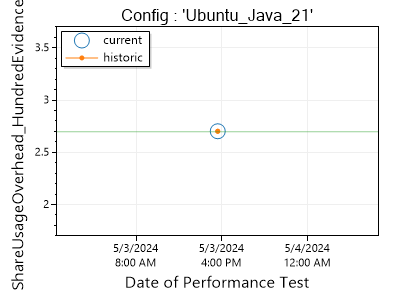 Config : 'Ubuntu_Java_21'
current
historic
ShareUsageOverhead_HundredEvidence
3.5
3
2.5
2
5/3/2024 5/3/2024 5/4/2024
8:00 AM 4:00 PM 12:00 AM
Date of Performance Test